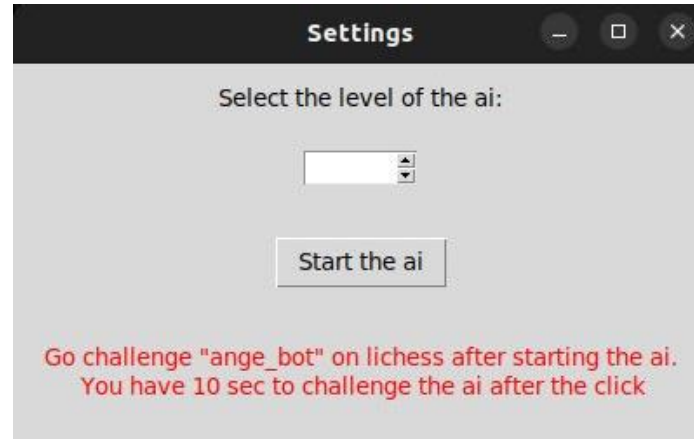 Settings
Select the level of the ai:
Start the ai
Go challenge "ange_bot" on lichess after starting the ai.
You have 10 sec to challenge the ai after the click